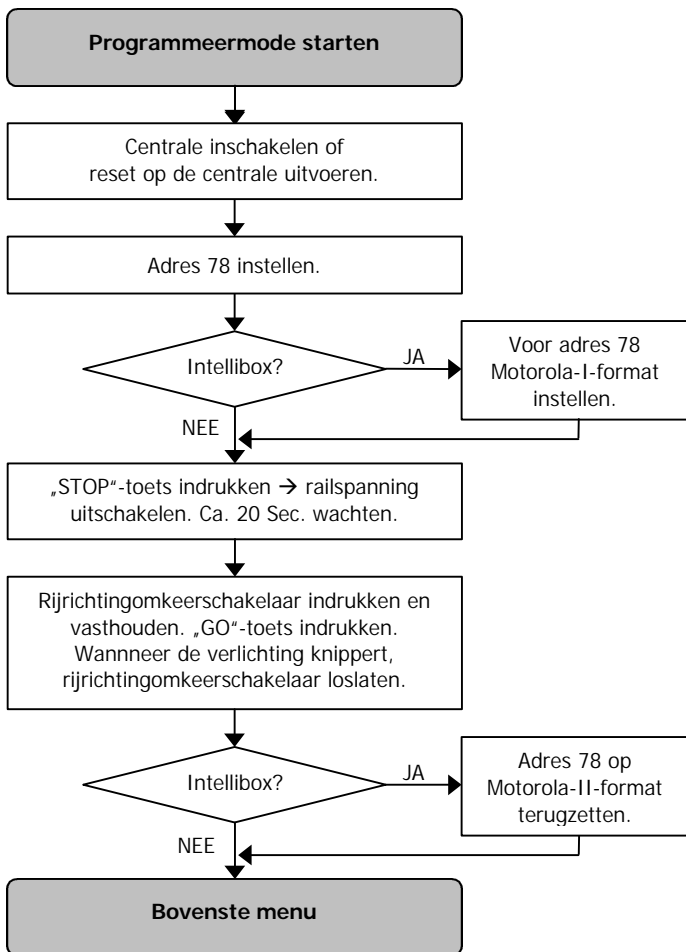 Programmeermode starten
Centrale inschakelen of
reset op de centrale uitvoeren.
Adres 78 instellen.
Intellibox?
JA
Voor adres 78
Motorola-I-format
instellen.
NEE
„STOP“-toets indrukken → railspanning
uitschakelen. Ca. 20 Sec. wachten.
Rijrichtingomkeerschakelaar indrukken en
vasthouden. „GO“-toets indrukken.
Wannneer de verlichting knippert,
rijrichtingomkeerschakelaar loslaten.
Intellibox?
JA
Adres 78 op
Motorola-II-format
terugzetten.
NEE
Bovenste menu